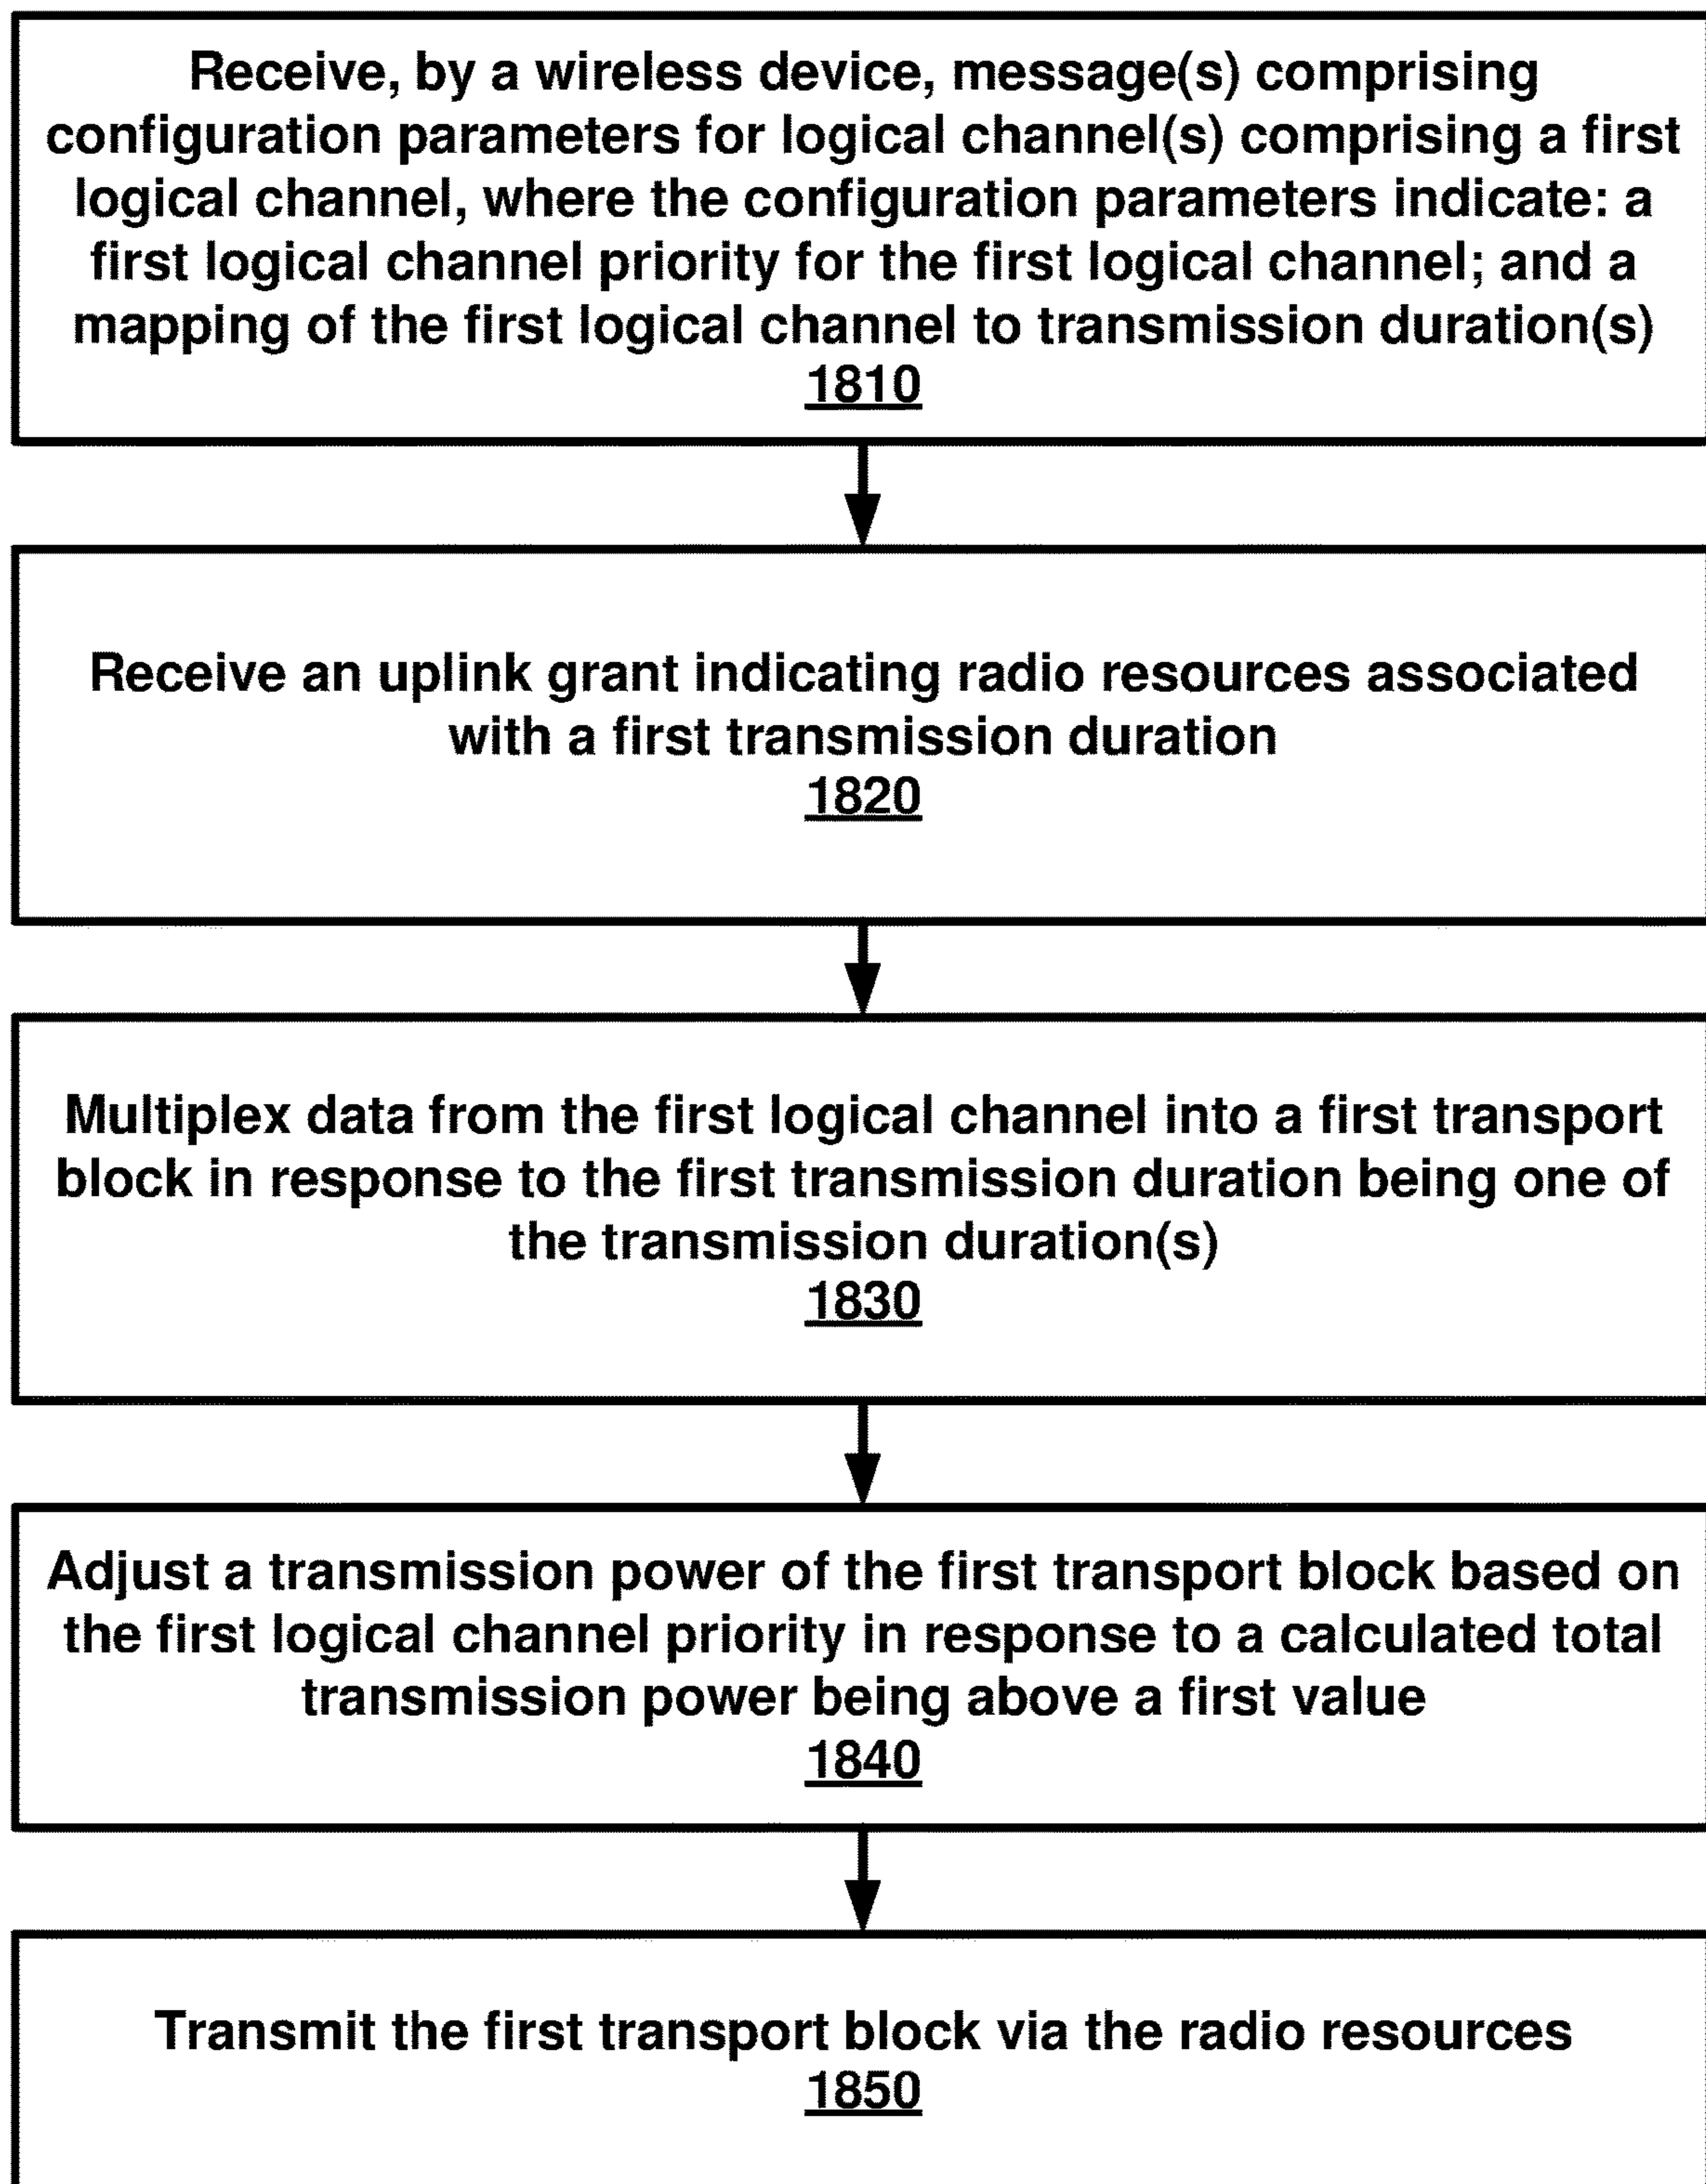 Receive, by a wireless device, message(s) comprising
configuration parameters for logical channel(s) comprising a first
logical channel, where the configuration parameters indicate: a
first logical channel priority for the first logical channel; and a
mapping of the first logical channel to transmission duration(s)
1810
Receive an uplink grant indicating radio resources associated
with a first transmission duration
1820
Multiplex data from the first logical channel into a first transport
block in response to the first transmission duration being one of
the transmission duration(s)
1830
Adjust a transmission power of the first transport block based on
the first logical channel priority in response to a calculated total
transmission power being above a first value
1840
Transmit the first transport block via the radio resources
1850